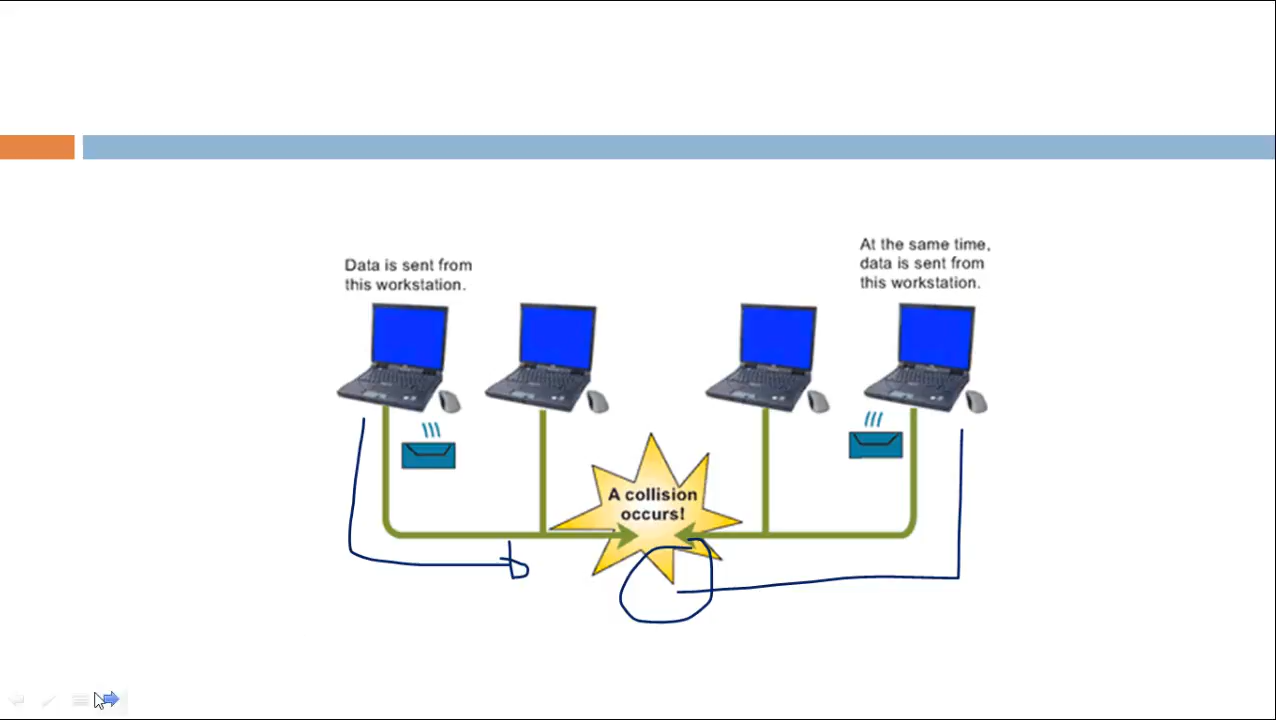 Data is sent from
this workstation.
At the same time,
data is sent from
this workstation.
A collision
occurs!